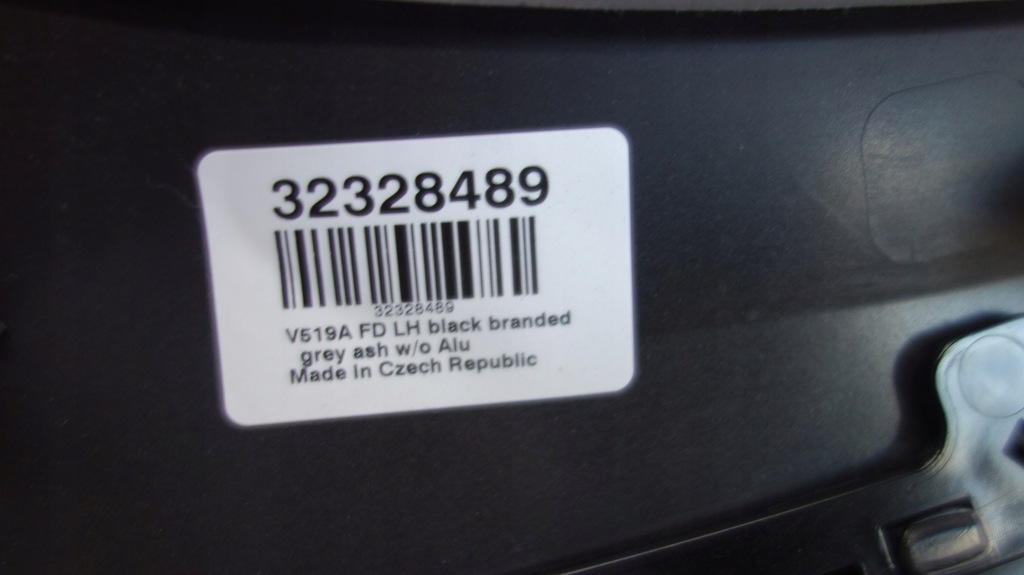 32328489
32328489
V519A FD LH black branded
grey ash w/o Alu
Made In Czech Republic